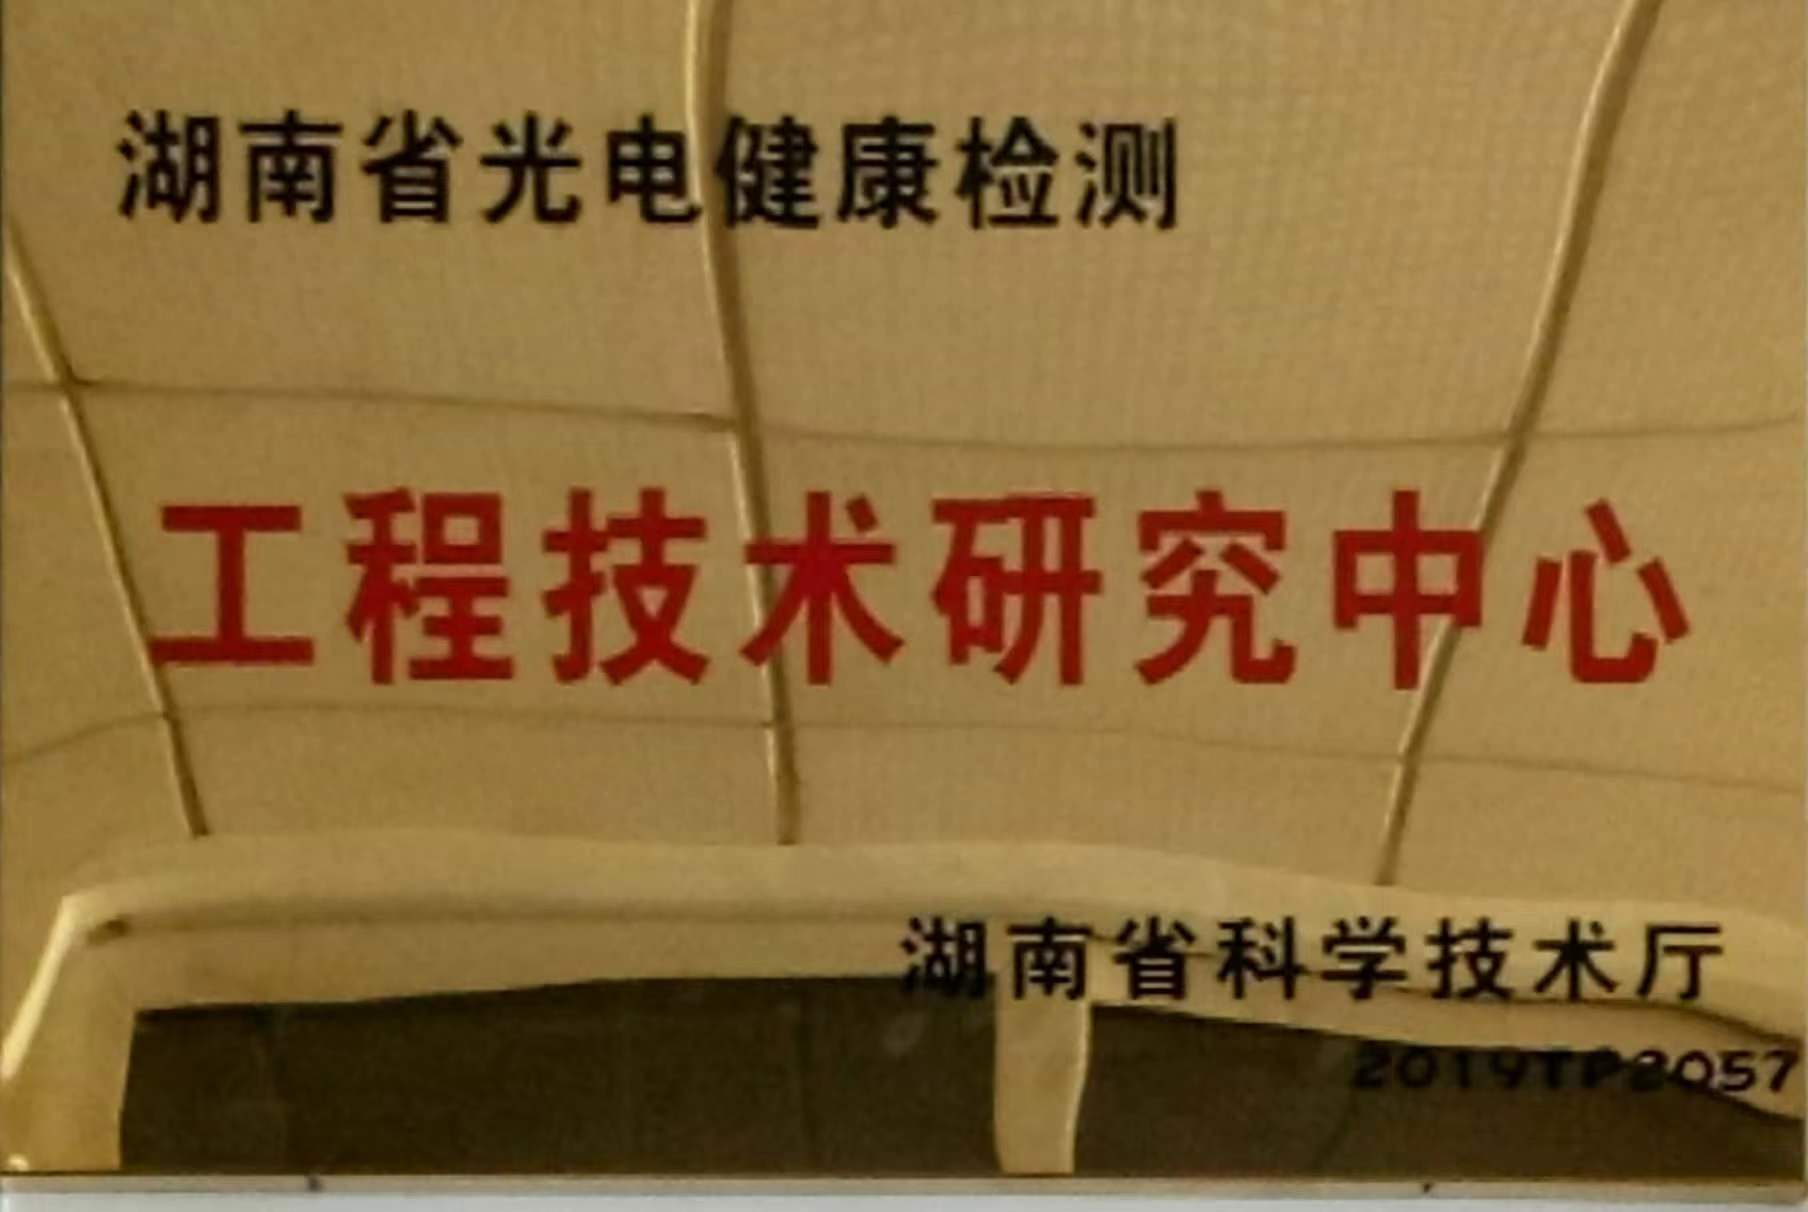 湖南省光电健康检测
工程技术研究中心
湖南省科学技术厅
2019TP2057